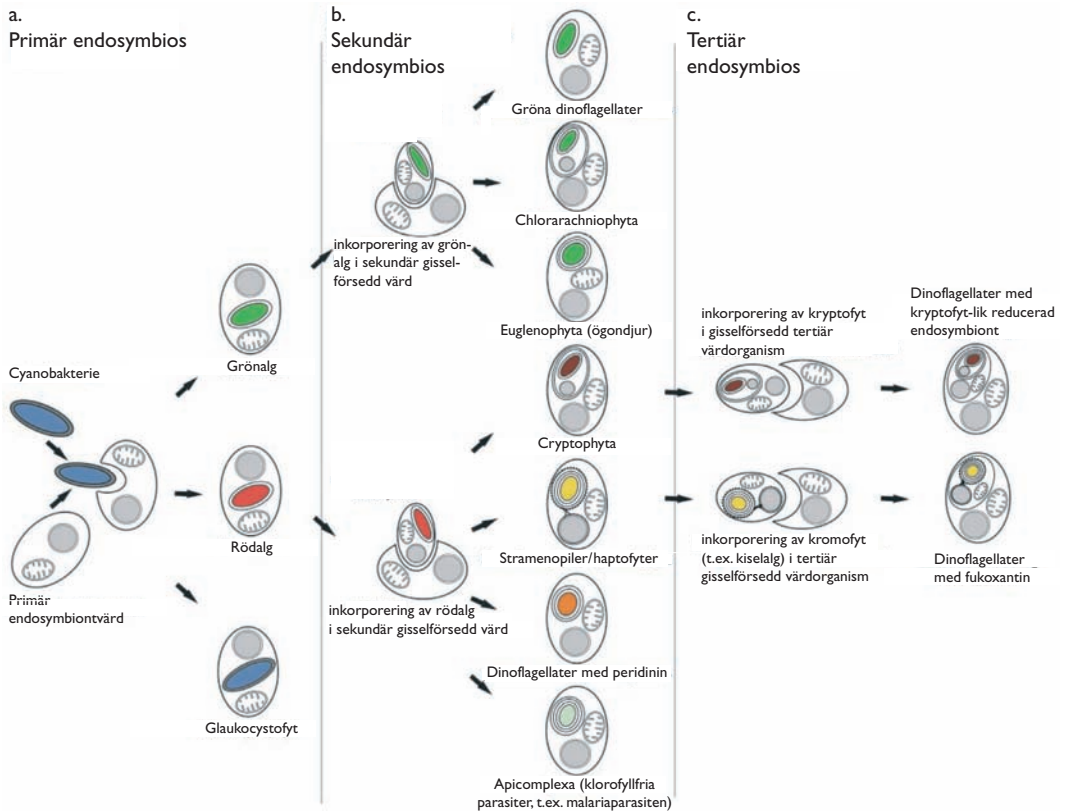 a.
Primär endosymbios
b.
Sekundär
endosymbios
c.
Tertiär
endosymbios
Gröna dinoflagellater
Chlorarachniophyta
inkorporering av grön-
alg i sekundär gissel-
försedd värd
Euglenophyta (ögondjur)
inkorporering av kryptofyt
i gisselförsedd tertiär
värdorganism
Dinoflagellater med
kryptofyt-lik reducerad
endosymbiont
Grönalg
Cyanobakterie
Cryptophyta
Rödalg
Stramenopiler/haptofyter
inkorporering av kromofyt
(t.ex. kiselalg) i tertiär
gisselförsedd värdorganism
Dinoflagellater
med fukoxantin
Primär
endosymbiontvärd
inkorporering av rödalg
i sekundär gisselförsedd värd
Dinoflagellater med peridinin
Glaukocystofyt
Apicomplexa (klorofyllfria
parasiter, t.ex. malariaparasiten)